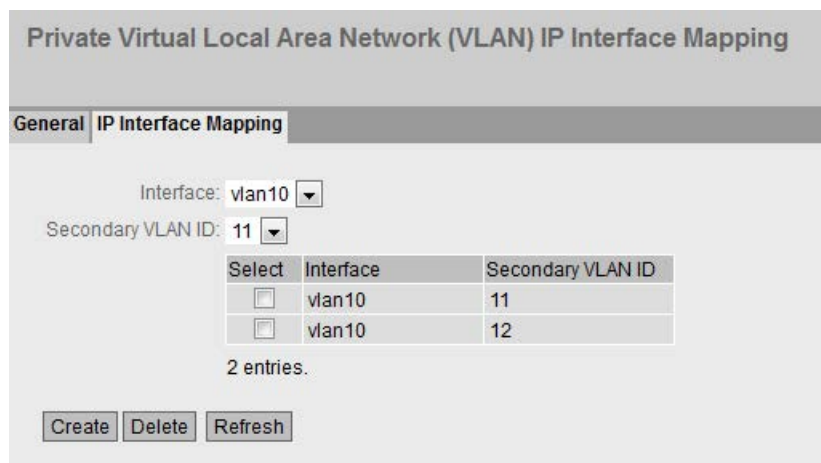 Private Virtual Local Area Network (VLAN) IP Interface Mapping
General IP Interface Mapping
Interface: vlan10
Secondary VLAN ID: 11
Select Interface Secondary VLAN ID
vlan10 11
vlan10 12
2 entries.
Create Delete Refresh